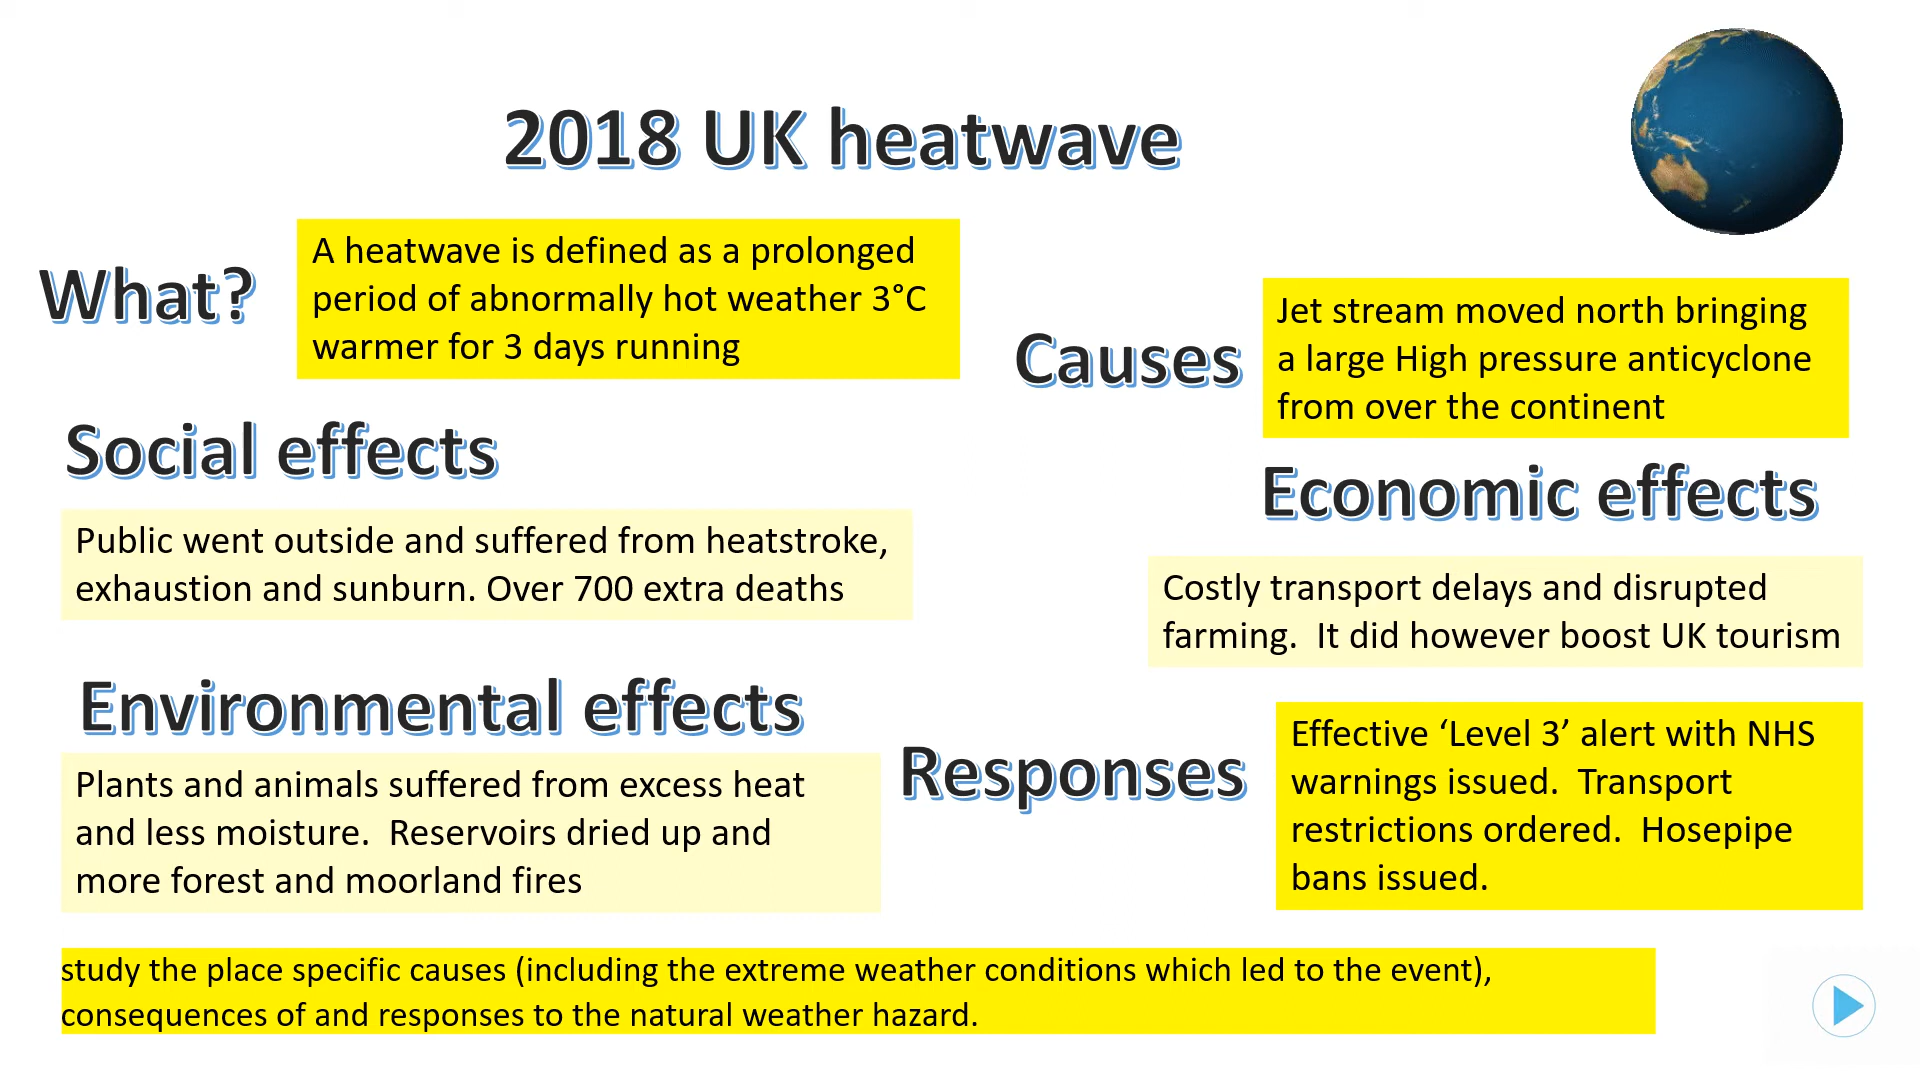 2018 UK heatwave
What?
A heatwave is defined as a prolonged
period of abnormally hot weather 3°C
warmer for 3 days running
Causes
Jet stream moved north bringing
a large High pressure anticyclone
from over the continent
Social effects
Public went outside and suffered from heatstroke,
exhaustion and sunburn. Over 700 extra deaths
Economic effects
Costly transport delays and disrupted
farming.  It did however boost UK tourism
Environmental effects
Plants and animals suffered from excess heat
and less moisture.  Reservoirs dried up and
more forest and moorland fires
Responses
Effective ‘Level 3’ alert with NHS
warnings issued.  Transport
restrictions ordered.  Hosepipe
bans issued.
study the place specific causes (including the extreme weather conditions which led to the event),
consequences of and responses to the natural weather hazard.